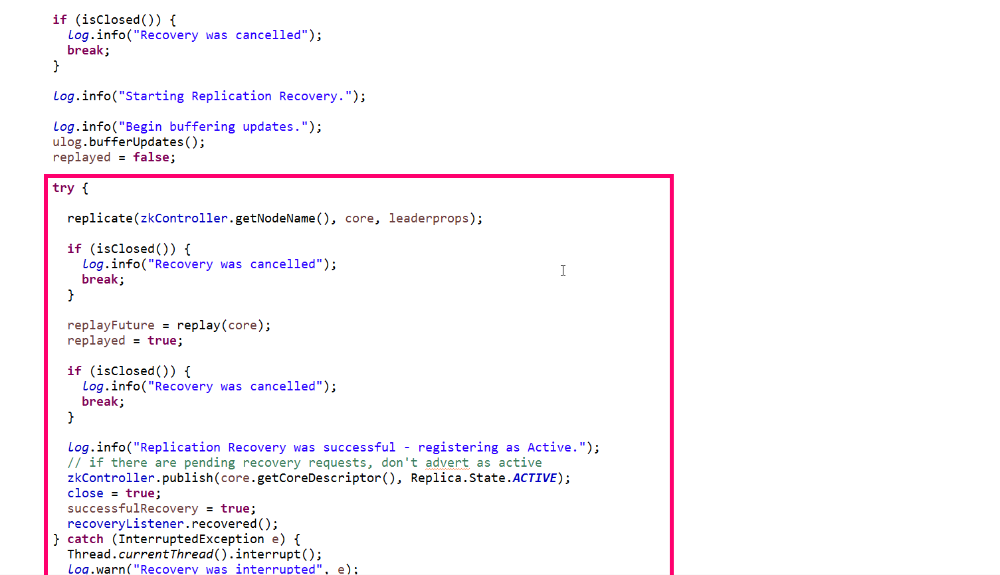 if (isClosed()) {
log.info("Recovery was cancelled");
break;
}
log.info("Starting Replication Recovery.");
log.info("Begin buffering updates.");
ulog.bufferUpdates();
replayed = false;
try {
replicate(zkController.getNodeName(), core, leaderprops);
if (isClosed()) {
log.info("Recovery was cancelled");
break;
}
replayFuture = replay(core);
replayed = true;
if (isClosed()) {
log.info("Recovery was cancelled");
break;
}
log.info("Replication Recovery was successful - registering as Active.");
// if there are pending recovery requests, don't advert as active
zkController.publish(core.getCoreDescriptor(), Replica.State.ACTIVE);
close = true;
successfulRecovery = true;
recoveryListener.recovered();
} catch (InterruptedException e) {
Thread.currentThread().interrupt();
log.warn("Recovery was interrupted", e);